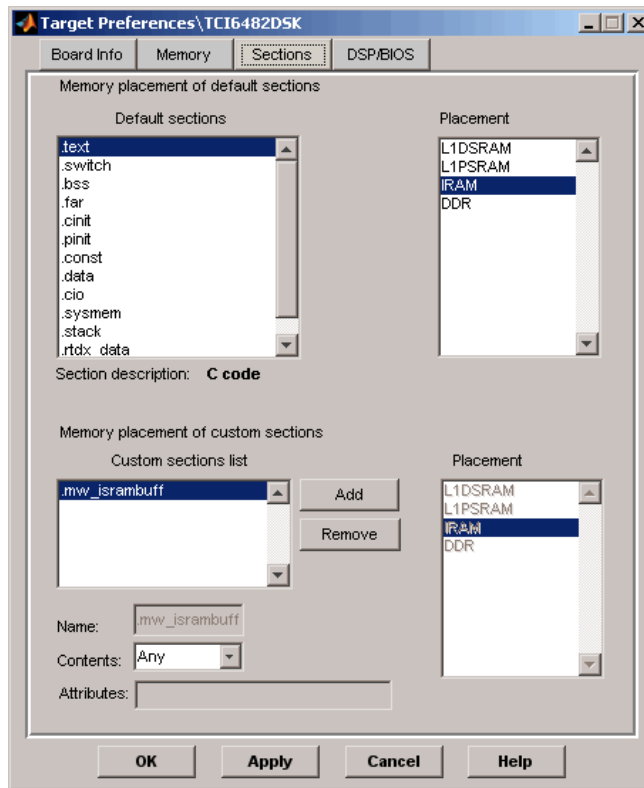 Target Preferences\TCI6482DSK
Board Info Memory Sections DSP/BIOS
Memory placement of default sections
Default sections
Placement
.text
.switch
.bss
.far
.cinit
.pinit
.const
.data
.cio
.sysmem
.stack
.rtdx_data
L1DSRAM
L1PSRAM
IRAM
DDR
Section description: C code
Memory placement of custom sections
Custom sections list
Placement
.mw_isrambuff
Add
Remove
L1DSRAM
L1PSRAM
IRAM
DDR
Name: .mw_isrambuff
Contents: Any
Attributes:
OK Apply Cancel Help